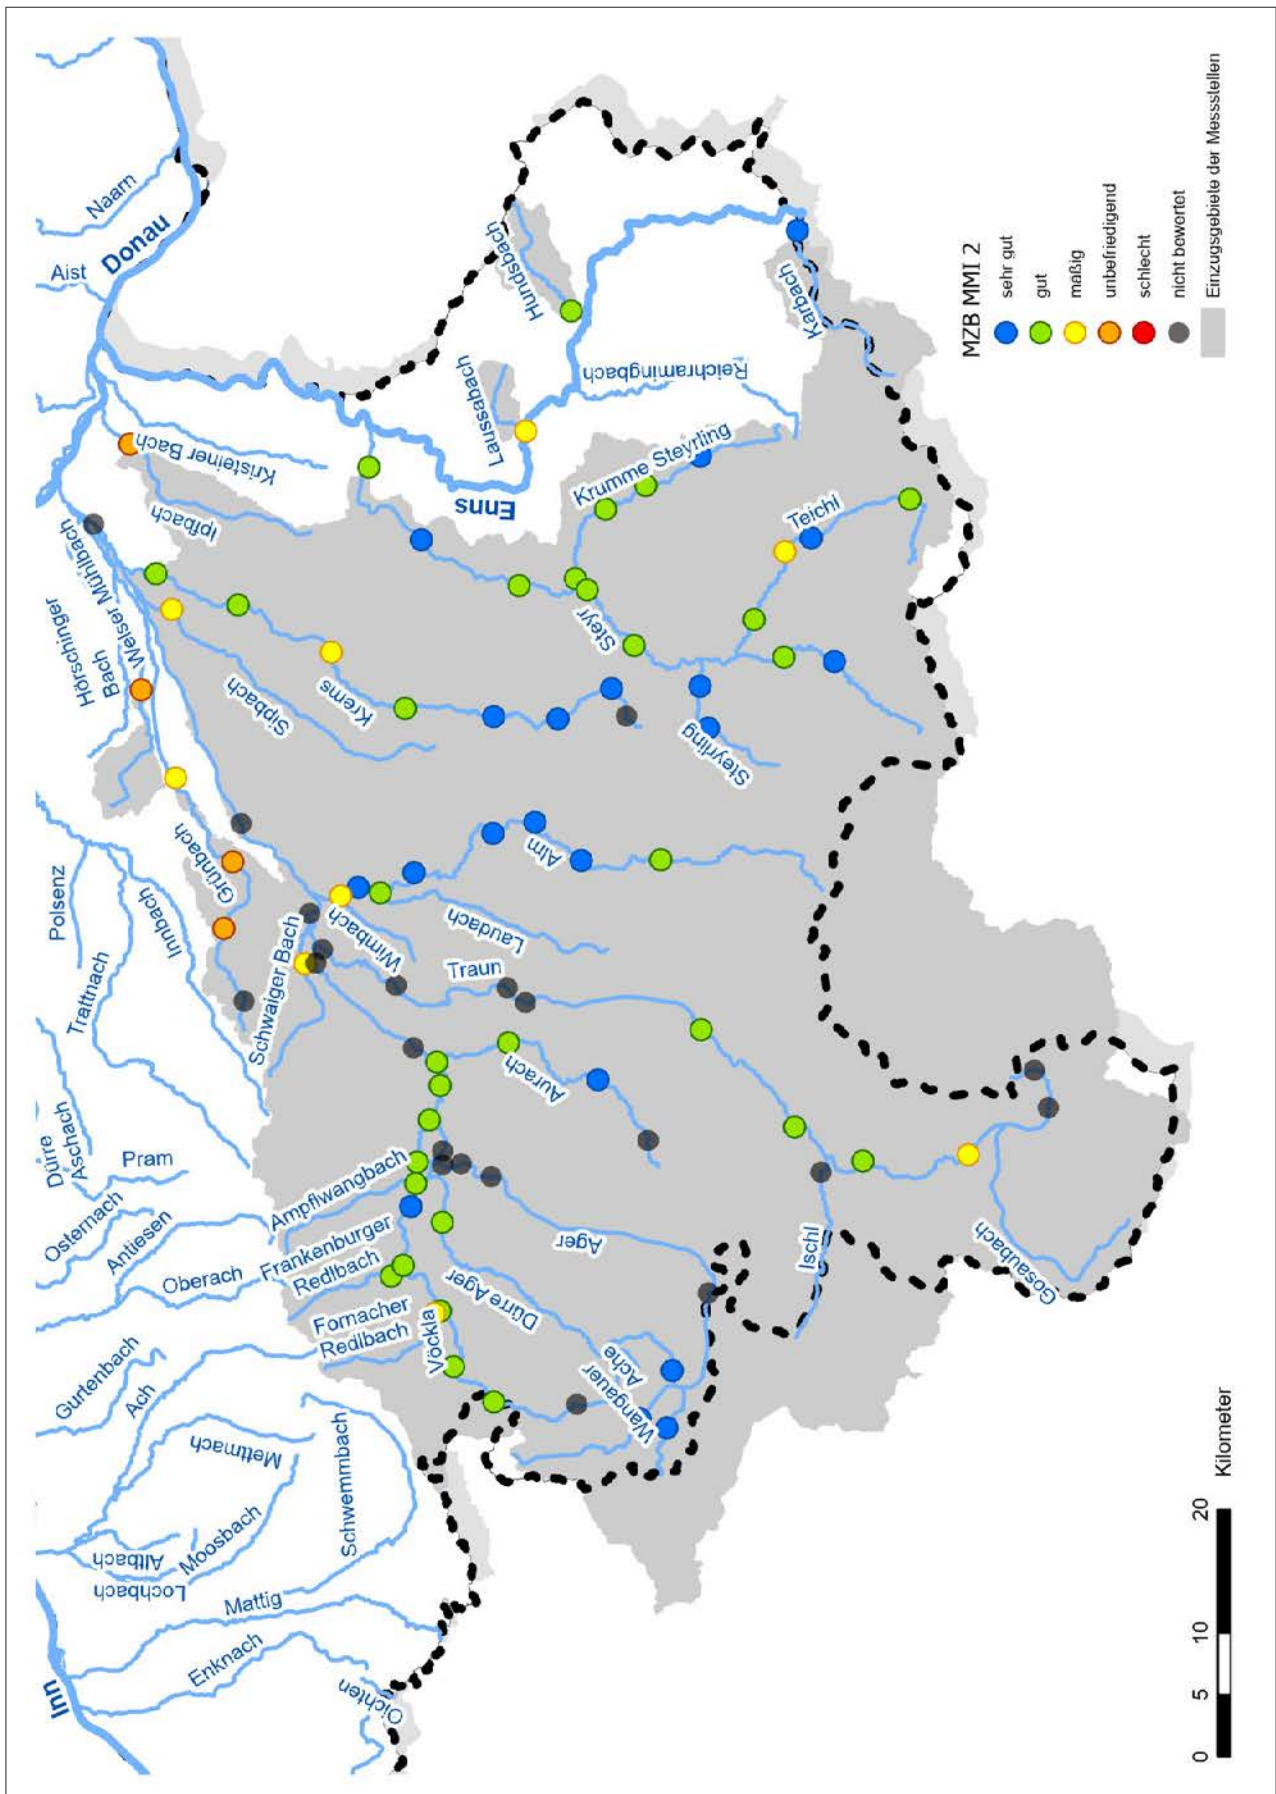 Naarn
Aist
Donau
Hundsbach
Karbach
Laussabach
Reichramingbach
Kristeiner Bach
Ipfbach
Enns
Krumme Steyrling
Teichl
Steyr
Steyrling
Hörschinger
Bach
Welser Mühlbach
Sipbach
Krems
Grünbach
Polsenz
Innbach
Trattnach
Schwaiger Bach
Wimbach
Alm
Laudach
Traun
Aurach
Dürre
Aschach
Pram
Osternach
Antiesen
Oberach
Ampflwangbach
Frankenburger
Redlbach
Fornacher
Redlbach
Vöckla
Dürre Ager
Ager
Wangauer
Ache
Ischl
Gosaubach
Gurtenbach
Ach
Mettmach
Schwemmbach
Altbach
Moosbach
Lochbach
Mattig
Enknach
Inn
Oichten
MZB MMI 2
sehr gut
gut
mäßig
unbefriedigend
schlecht
nicht bewertet
Einzugsgebiete der Messstellen
0 5 10 20
Kilometer